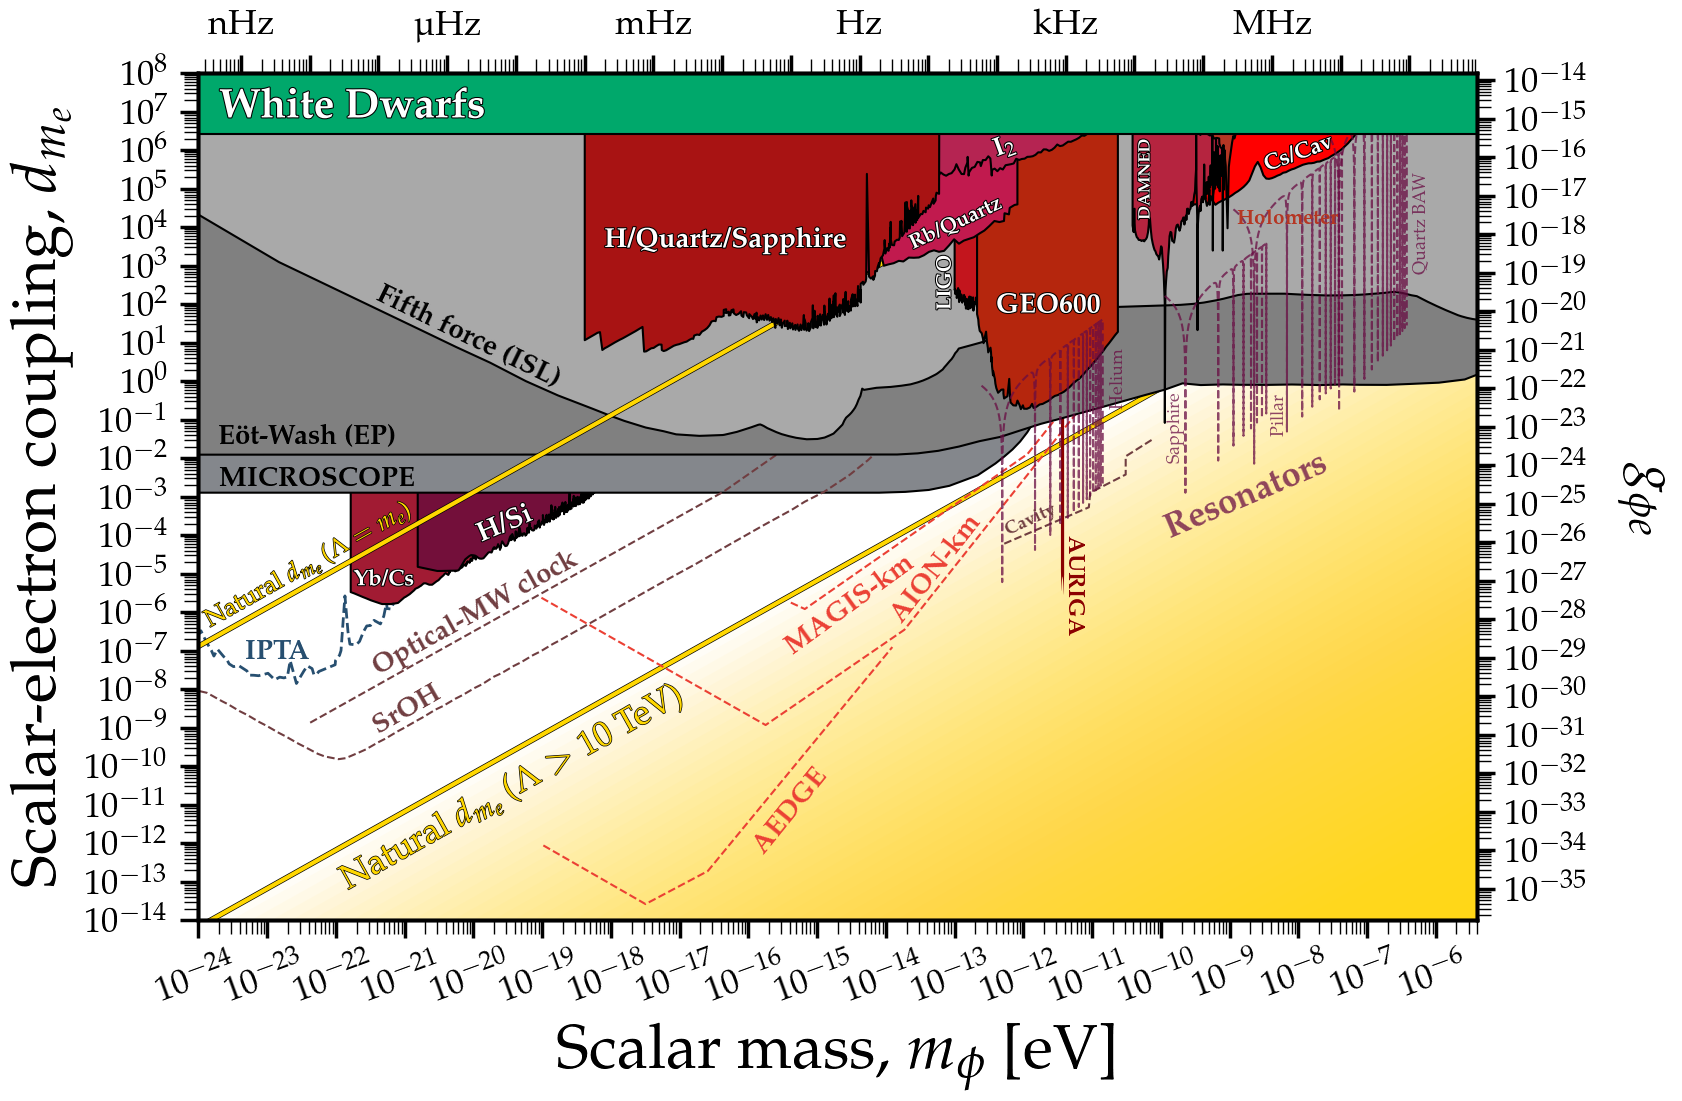 nHz μHz mHz Hz kHz MHz
Scalar-electron coupling, d_{m_e}
10^8
10^7
10^6
10^5
10^4
10^3
10^2
10^1
10^0
10^{−1}
10^{−2}
10^{−3}
10^{−4}
10^{−5}
10^{−6}
10^{−7}
10^{−8}
10^{−9}
10^{−10}
10^{−11}
10^{−12}
10^{−13}
10^{−14}
White Dwarfs
I_2
Cs/Cav
DAMNED
H/Quartz/Sapphire
Rb/Quartz
Holometer
Quartz BAW
LIGO
GEO600
Fifth force (ISL)
Helium
Sapphire
Pillar
Eöt-Wash (EP)
MICROSCOPE
Resonators
H/Si
Cavity
Natural d_{m_e} (Λ = m_e)
Yb/Cs
AURIGA
MAGIS-km
AION-km
IPTA
Optical-MW clock
SrOH
Natural d_{m_e} (Λ > 10 TeV)
AEDGE
10^{−14}
10^{−15}
10^{−16}
10^{−17}
10^{−18}
10^{−19}
10^{−20}
10^{−21}
10^{−22}
10^{−23}
10^{−24}
10^{−25}
10^{−26}
10^{−27}
10^{−28}
10^{−29}
10^{−30}
10^{−31}
10^{−32}
10^{−33}
10^{−34}
10^{−35}
g_{ϕe}
10^{−24} 10^{−23} 10^{−22} 10^{−21} 10^{−20} 10^{−19} 10^{−18} 10^{−17} 10^{−16} 10^{−15} 10^{−14} 10^{−13} 10^{−12} 10^{−11} 10^{−10} 10^{−9} 10^{−8} 10^{−7} 10^{−6}
Scalar mass, m_ϕ [eV]